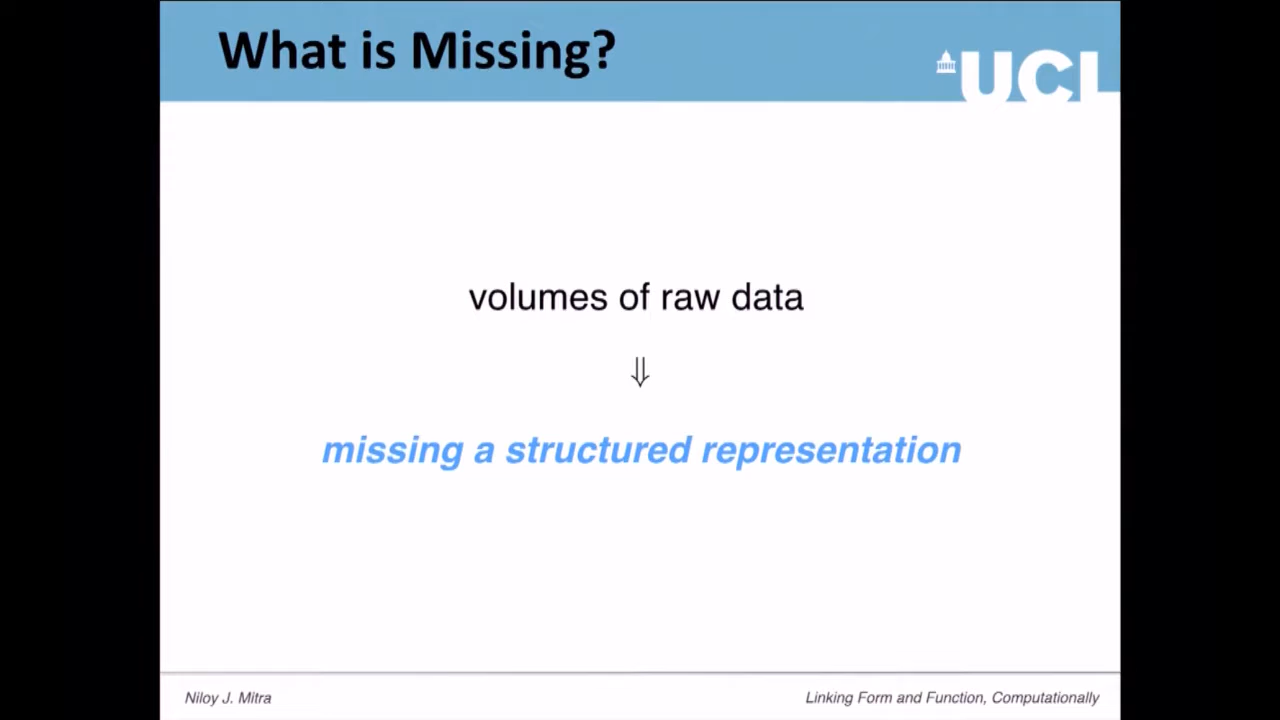 What is Missing?
UCL
volumes of raw data
⇓
missing a structured representation
Niloy J. Mitra
Linking Form and Function, Computationally